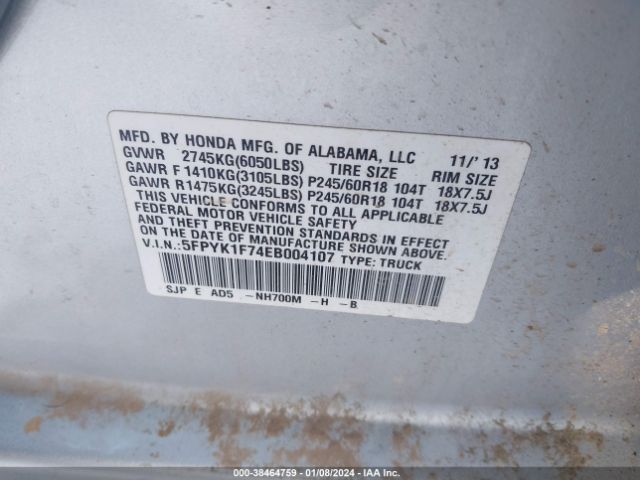 MFD. BY HONDA MFG. OF ALABAMA, LLC 11/'13
GVWR 2745KG(6050LBS) TIRE SIZE RIM SIZE
GAWR F 1410KG(3105LBS) P245/60R18 104T 18X7.5J
GAWR R1475KG(3245LBS) P245/60R18 104T 18X7.5J
THIS VEHICLE CONFORMS TO ALL APPLICABLE
FEDERAL MOTOR VEHICLE SAFETY
AND THEFT PREVENTION STANDARDS IN EFFECT
ON DATE OF MANUFACTURE SHOWN ABOVE.
V.I.N.: 5FPYK1F74EB004107 TYPE: TRUCK
SJP E AD5 -NH700M -H -B
000-38464759 - 01/08/2024 - IAA Inc.